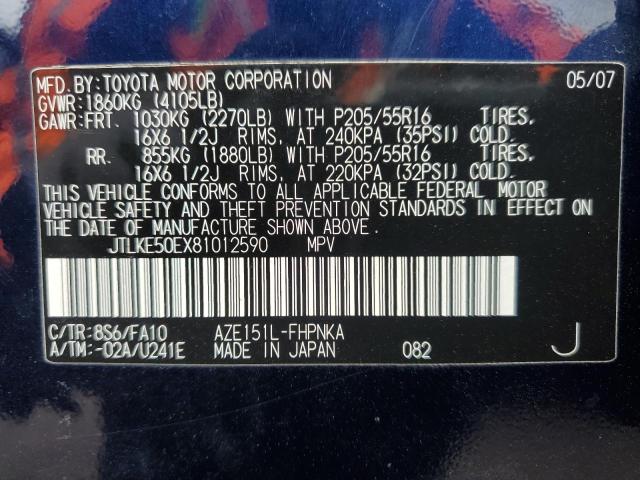 MFD.BY:TOYOTA MOTOR CORPORATION 05/07
GVWR:1860KG (4105LB)
GAWR:FRT. 1030KG (2270LB) WITH P205/55R16 TIRES.
16X6 1/2J RIMS, AT 240KPA (35PSI) COLD.
RR. 855KG (1880LB) WITH P205/55R16 TIRES,
16X6 1/2J RIMS, AT 220KPA (32PSI) COLD.
THIS VEHICLE CONFORMS TO ALL APPLICABLE FEDERAL MOTOR
VEHICLE SAFETY AND THEFT PREVENTION STANDARDS IN EFFECT ON
THE DATE OF MANUFACTURE SHOWN ABOVE.
JTLKE50EX81012590 MPV
C/TR:8S6/FA10 AZE151L-FHPNKA
A/TM:-02A/U241E MADE IN JAPAN 082 J